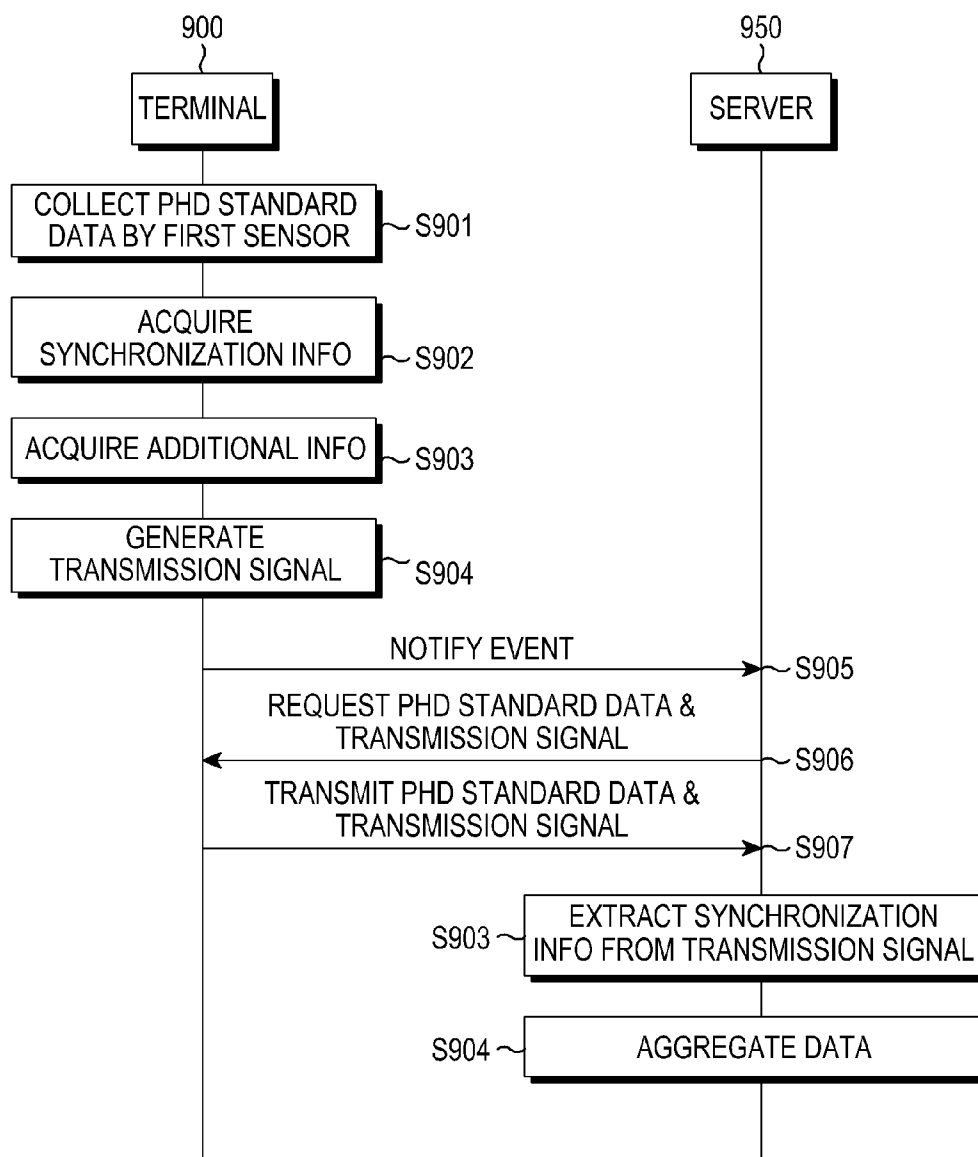 900
950
TERMINAL
SERVER
COLLECT PHD STANDARD
DATA BY FIRST SENSOR
S901
ACQUIRE
SYNCHRONIZATION INFO
S902
ACQUIRE ADDITIONAL INFO
S903
GENERATE
TRANSMISSION SIGNAL
S904
NOTIFY EVENT
S905
REQUEST PHD STANDARD DATA &
TRANSMISSION SIGNAL
S906
TRANSMIT PHD STANDARD DATA &
TRANSMISSION SIGNAL
S907
S903
EXTRACT SYNCHRONIZATION
INFO FROM TRANSMISSION SIGNAL
S904
AGGREGATE DATA